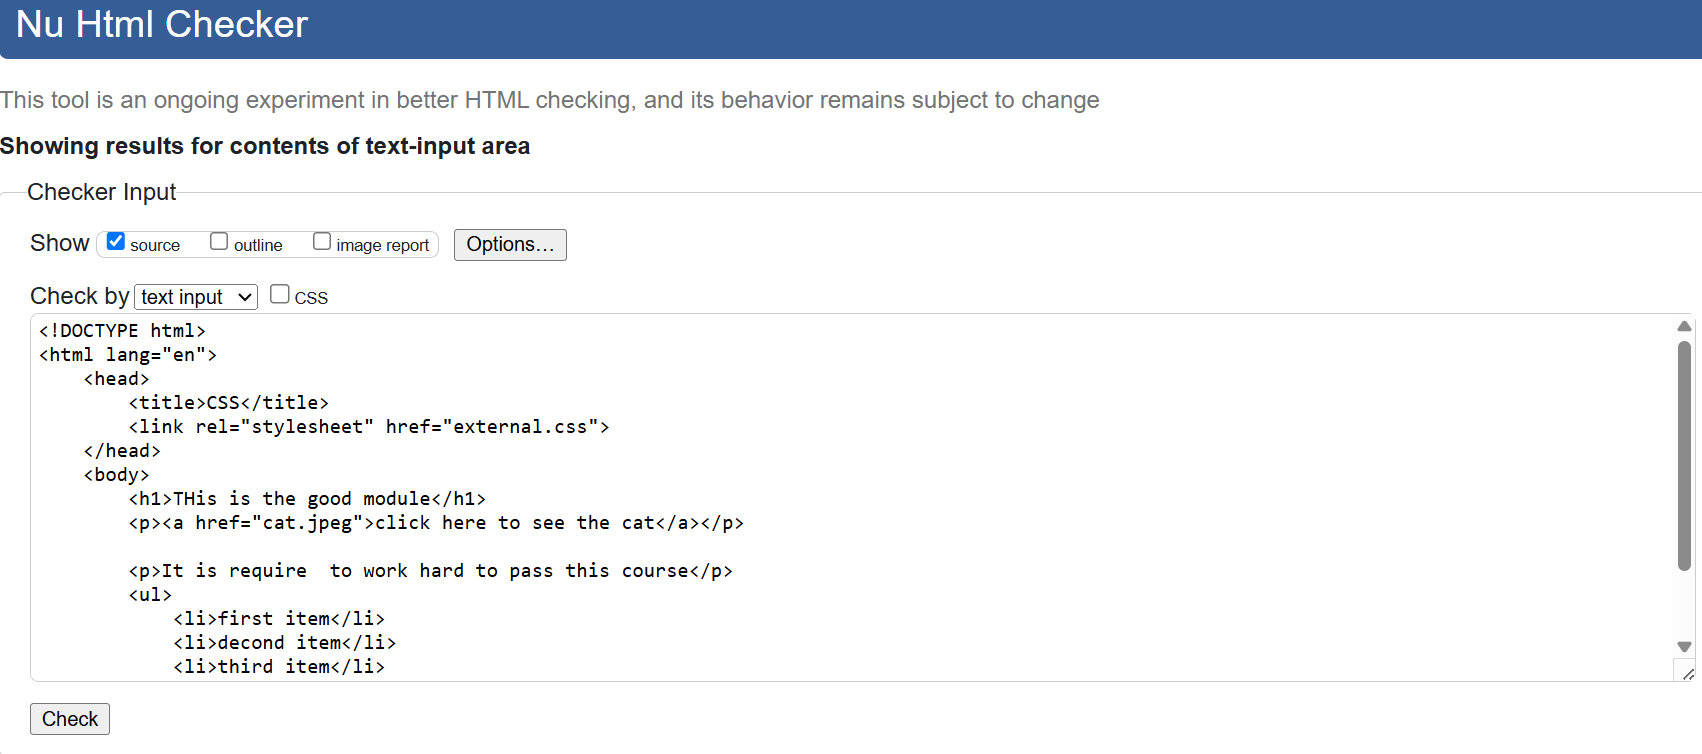 Nu Html Checker
This tool is an ongoing experiment in better HTML checking, and its behavior remains subject to change
Showing results for contents of text-input area
Checker Input
Show source outline image report Options...
Check by text input CSS
<!DOCTYPE html>
<html lang="en">
    <head>
        <title>CSS</title>
        <link rel="stylesheet" href="external.css">
    </head>
    <body>
        <h1>THis is the good module</h1>
        <p><a href="cat.jpeg">click here to see the cat</a></p>

        <p>It is require  to work hard to pass this course</p>
        <ul>
            <li>first item</li>
            <li>decond item</li>
            <li>third item</li>
Check